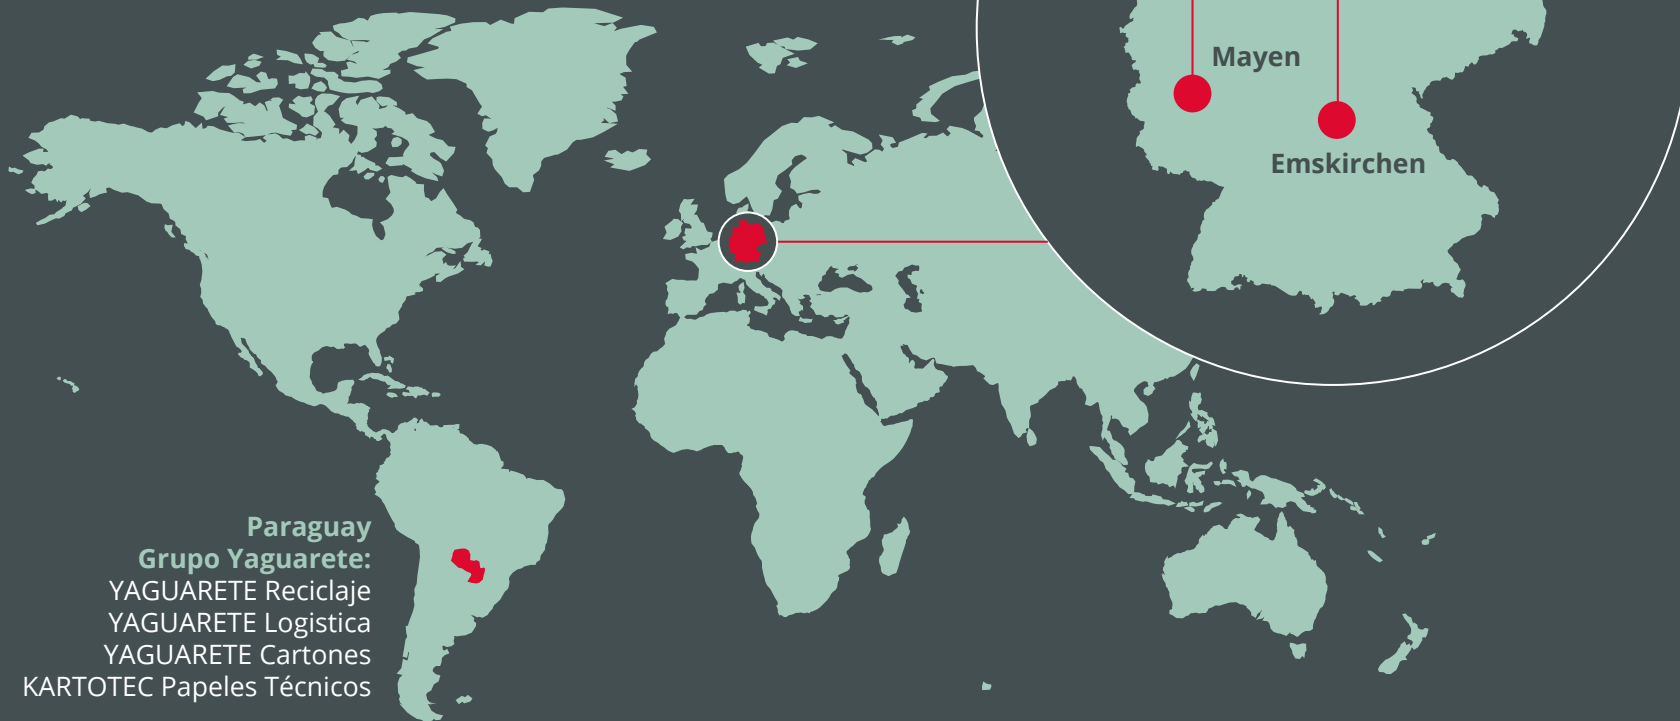 Mayen
Emskirchen
Paraguay
Grupo Yaguarete:
YAGUARETE Reciclaje
YAGUARETE Logistica
YAGUARETE Cartones
KARTOTEC Papeles Técnicos